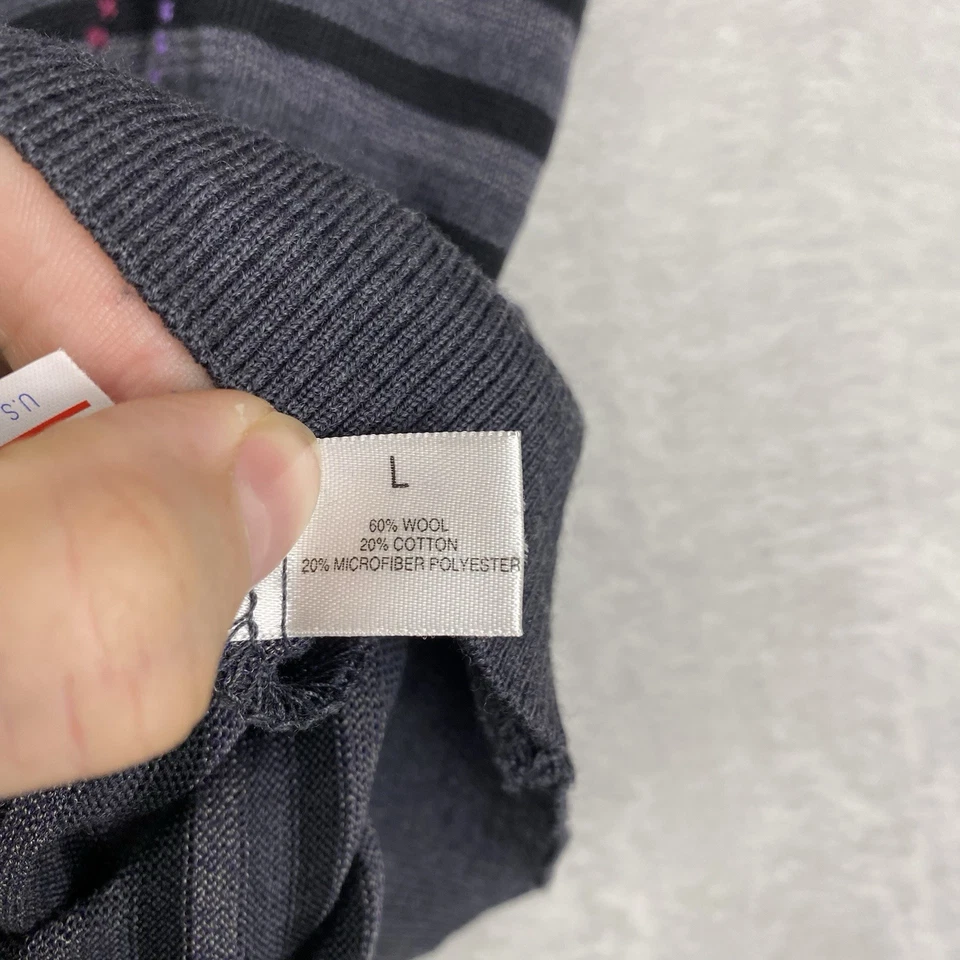 U.S
L
60% WOOL
20% COTTON
20% MICROFIBER POLYESTER